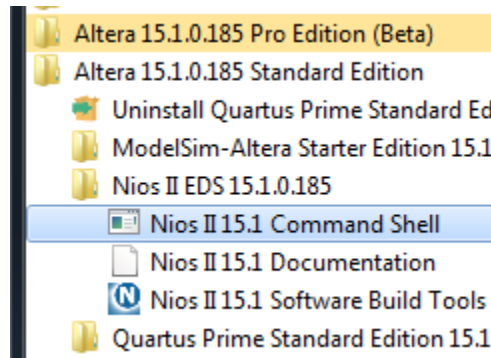 Altera 15.1.0.185 Pro Edition (Beta)
Altera 15.1.0.185 Standard Edition
Uninstall Quartus Prime Standard Ed
ModelSim-Altera Starter Edition 15.1
Nios II EDS 15.1.0.185
Nios II 15.1 Command Shell
Nios II 15.1 Documentation
Nios II 15.1 Software Build Tools
Quartus Prime Standard Edition 15.1